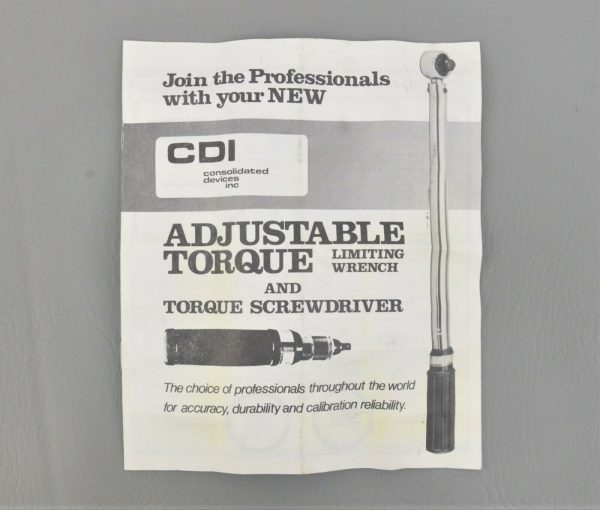 Join the Professionals
with your NEW
CDI
consolidated
devices
inc
ADJUSTABLE
TORQUE LIMITING
WRENCH
AND
TORQUE SCREWDRIVER
The choice of professionals throughout the world
for accuracy, durability and calibration reliability.